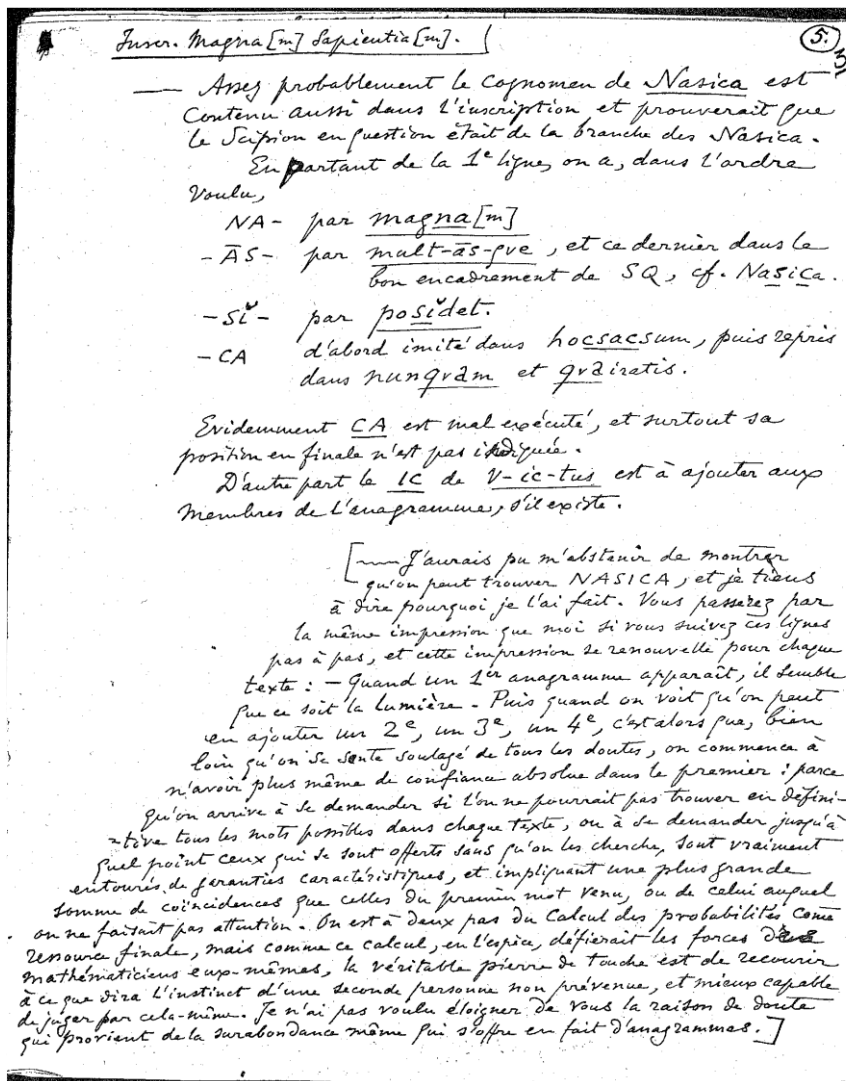 Inscr. Magna[m] Sapientia[m].
5.
— Assez probablement le cognomen de Nasica est
contenu aussi dans l'inscription et prouverait que
le Scipion en question était de la branche des Nasica.
En partant de la 1e ligne, on a, dans l'ordre
voulu,
NA- par magna[m]
-ĀS- par mult-ās-que, et ce dernier dans le
bon encadrement de SQ, cf. Nasica.
-SĬ- par posĭdet.
-CA d'abord imité dans hocsacsum, puis repris
dans nunquam et quairatis.
Evidemment CA est mal exécuté, et surtout sa
position en finale n'est pas indiquée.
D'autre part le IC de V-ic-tus est à ajouter aux
membres de l'anagramme, s'il existe.
[— J'aurais pu m'abstenir de montrer
qu'on peut trouver NASICA, et je tiens
à dire pourquoi je l'ai fait. Vous passerez par
la même impression que moi si vous suivez ces lignes
pas à pas, et cette impression se renouvelle pour chaque
texte : — Quand un 1er anagramme apparaît, il semble
que ce soit la lumière. – Puis quand on voit qu'on peut
en ajouter un 2e, un 3e, un 4e, c'est alors que, bien
loin qu'on se sente soulagé de tous les doutes, on commence à
n'avoir plus même de confiance absolue dans le premier : parce
qu'on arrive à se demander si l'on ne pourrait pas trouver en défini-
=tive tous les mots possibles dans chaque texte, ou à se demander jusqu'à
quel point ceux qui se sont offerts sans qu'on les cherche, sont vraiment
entourés de garanties caractéristiques, et impliquant une plus grande
somme de coïncidences que celles du premier mot venu, ou de celui auquel
on ne faisait pas attention. On est à deux pas du calcul des probabilités come
ressource finale, mais comme ce calcul, en l'espèce, défierait les forces des
mathématiciens eux-mêmes, la véritable pierre de touche est de recourir
à ce que dira l'instinct d'une seconde personne non prévenue, et mieux capable
de juger par cela-même. Je n'ai pas voulu éloigner de vous la raison de doute
qui provient de la surabondance même qui s'offre en fait d'anagrammes.]